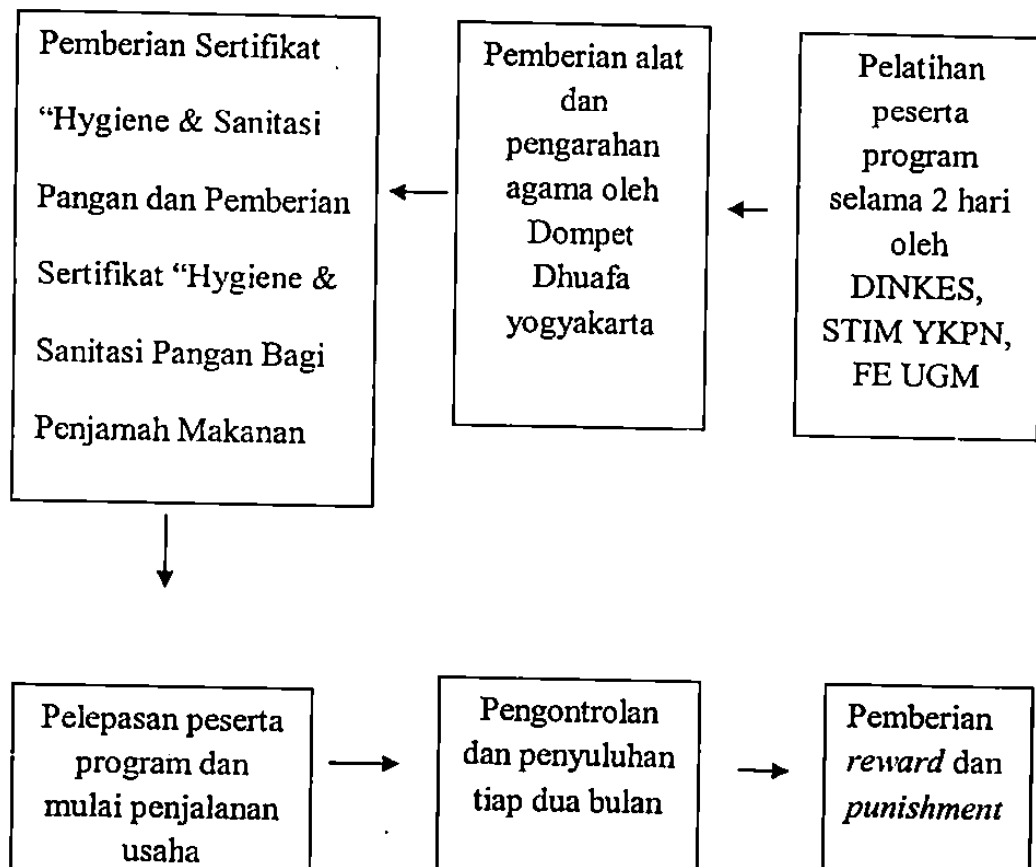 Pemberian Sertifikat
“Hygiene & Sanitasi
Pangan dan Pemberian
Sertifikat “Hygiene &
Sanitasi Pangan Bagi
Penjamah Makanan
Pemberian alat
dan
pengarahan
agama oleh
Dompet
Dhuafa
yogyakarta
Pelatihan
peserta
program
selama 2 hari
oleh
DINKES,
STIM YKPN,
FE UGM
Pelepasan peserta
program dan
mulai penjalanan
usaha
Pengontrolan
dan penyuluhan
tiap dua bulan
Pemberian
reward dan
punishment